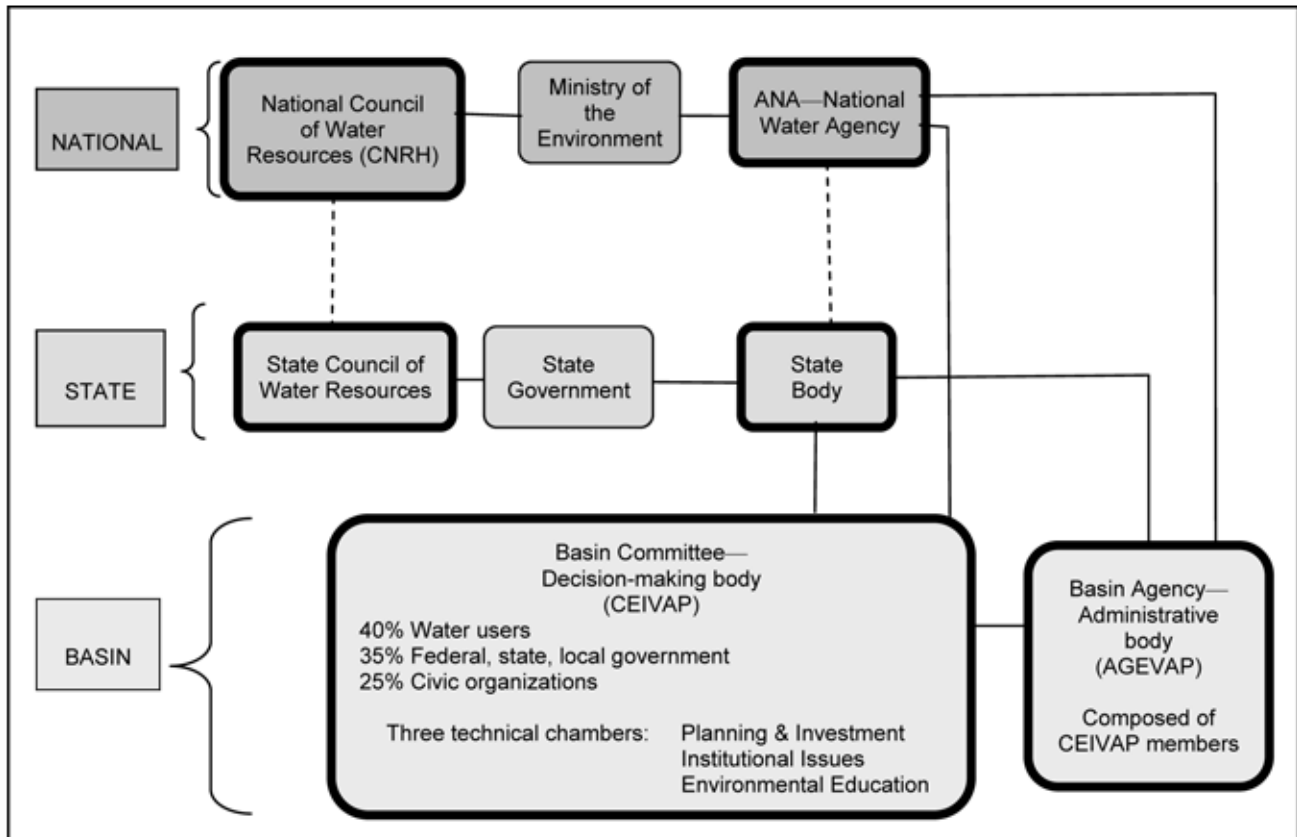 NATIONAL
National Council
of Water
Resources (CNRH)
Ministry of
the
Environment
ANA—National
Water Agency
STATE
State Council of
Water Resources
State
Government
State
Body
BASIN
Basin Committee—
Decision-making body
(CEIVAP)
40% Water users
35% Federal, state, local government
25% Civic organizations
Three technical chambers: Planning & Investment
Institutional Issues
Environmental Education
Basin Agency—
Administrative
body
(AGEVAP)
Composed of
CEIVAP members